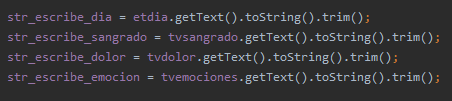 str_escribe_dia = etdia.getText().toString().trim();
str_escribe_sangrado = tvsangrado.getText().toString().trim();
str_escribe_dolor = tvdolor.getText().toString().trim();
str_escribe_emocion = tvemociones.getText().toString().trim();